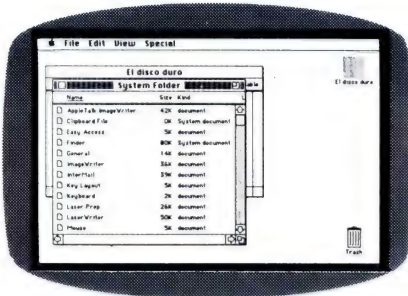 File Edit View Special
El disco duro
El disco duro
System Folder able
Name Size Kind L
AppleTalk ImageWriter 42K document
Clipboard File 0K System document
Easy Access 5K document
Finder 80K System document
General 14K document
ImageWriter 36K document
InterMail 39K document
Key Layout 5K document
Keyboard 2K document
Laser Prep 26K document
LaserWriter 50K document
Mouse 5K document
Trash